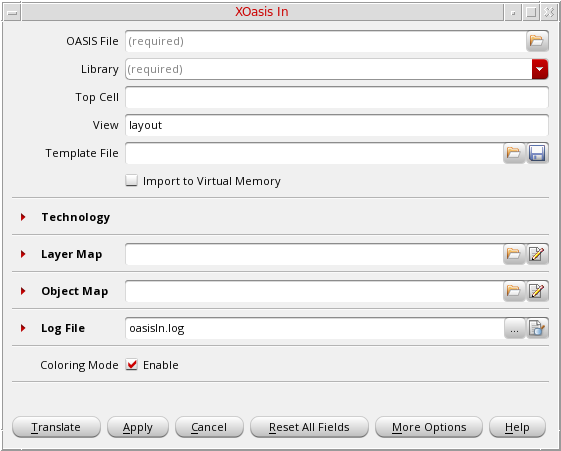 XOasis In
OASIS File (required)
Library (required)
Top Cell
View layout
Template File
Import to Virtual Memory
Technology
Layer Map
Object Map
Log File oasisIn.log ...
Coloring Mode Enable
Translate Apply Cancel Reset All Fields More Options Help